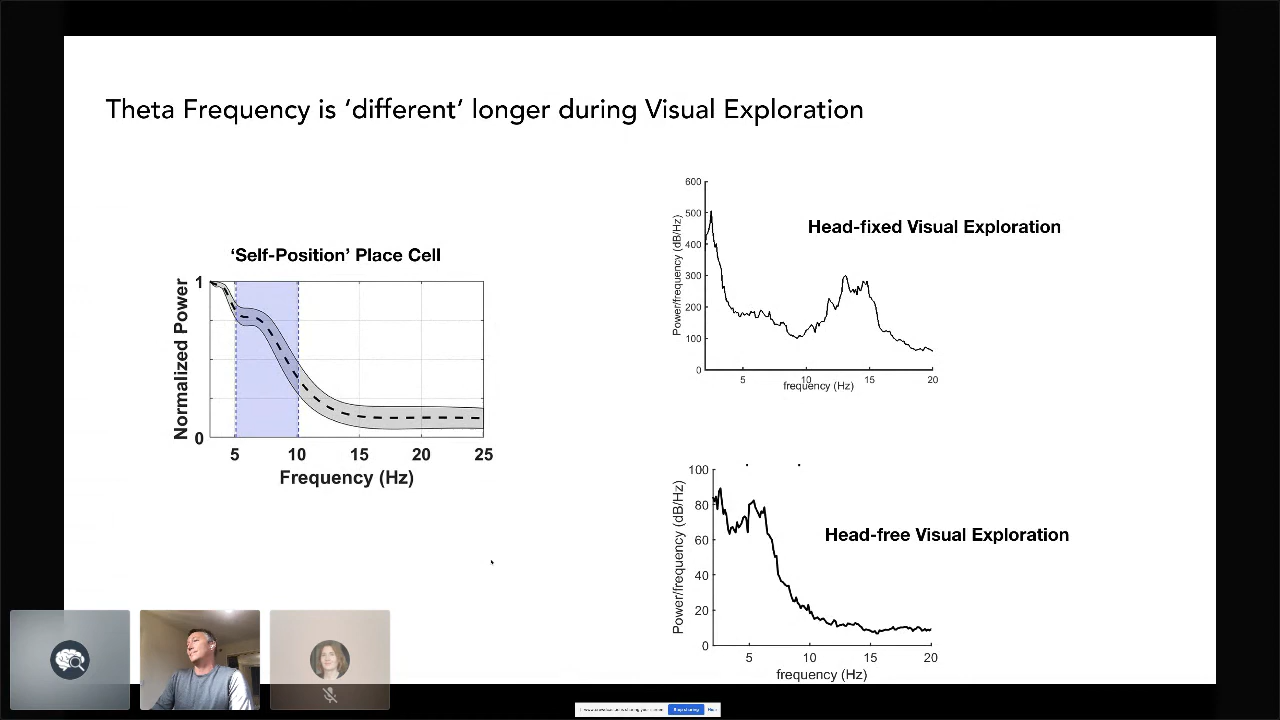 Theta Frequency is ‘different’ longer during Visual Exploration
‘Self-Position’ Place Cell
Normalized Power
1
0
5 10 15 20 25
Frequency (Hz)
Head-fixed Visual Exploration
Power/frequency (dB/Hz)
600
500
400
300
200
100
0
5 10 15 20
frequency (Hz)
Head-free Visual Exploration
Power/frequency (dB/Hz)
100
80
60
40
20
0
5 10 15 20
frequency (Hz)
Stop sharing